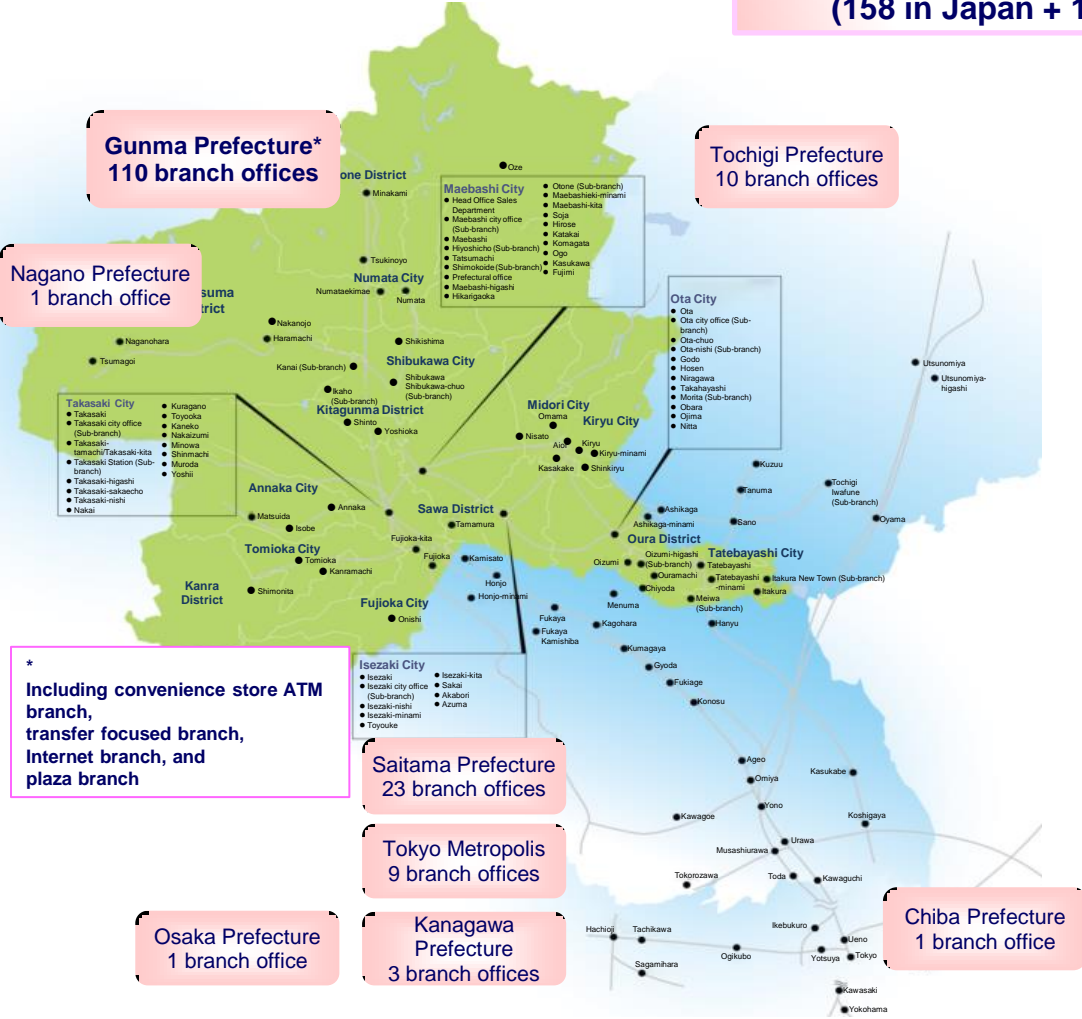 (158 in Japan + 1
Gunma Prefecture*
110 branch offices
Tochigi Prefecture
10 branch offices
Nagano Prefecture
1 branch office
one District
Oze
Minakami
Tsukinoyo
Numata City
Numataekimae
Numata
suma
trict
Nakanojo
Haramachi
Naganohara
Tsumagoi
Shikishima
Shibukawa City
Kanai (Sub-branch)
Shibukawa
Shibukawa-chuo
(Sub-branch)
Ikaho
(Sub-branch)
Kitagunma District
Shinto
Yoshioka
Maebashi City
Head Office Sales
Department
Maebashi city office
(Sub-branch)
Maebashi
Hiyoshicho (Sub-branch)
Tatsumachi
Shimokoide (Sub-branch)
Prefectural office
Maebashi-higashi
Hikarigaoka
Otone (Sub-branch)
Maebashieki-minami
Maebashi-kita
Soja
Hirose
Katakai
Komagata
Ogo
Kasukawa
Fujimi
Ota City
Ota
Ota city office (Sub-
branch)
Ota-chuo
Ota-nishi (Sub-branch)
Godo
Hosen
Niragawa
Takahayashi
Morita (Sub-branch)
Obara
Ojima
Nitta
Utsunomiya
Utsunomiya-
higashi
Takasaki City
Takasaki
Takasaki city office
(Sub-branch)
Takasaki-
tamachi/Takasaki-kita
Takasaki Station (Sub-
branch)
Takasaki-higashi
Takasaki-sakaecho
Takasaki-nishi
Nakai
Kuragano
Toyooka
Kaneko
Nakaizumi
Minowa
Shinmachi
Muroda
Yoshii
Midori City
Omama
Kiryu City
Nisato
Aioi
Kiryu
Kiryu-minami
Kasakake
Shinkiryu
Kuzuu
Tanuma
Tochigi
Iwafune
(Sub-branch)
Sano
Oyama
Ashikaga
Ashikaga-minami
Annaka City
Annaka
Matsuida
Isobe
Sawa District
Tamamura
Tomioka City
Tomioka
Kanramachi
Kanra
District
Shimonita
Fujioka-kita
Fujioka
Fujioka City
Onishi
Kamisato
Honjo
Honjo-minami
Oura District
Oizumi
Oizumi-higashi
(Sub-branch)
Ouramachi
Chiyoda
Tatebayashi City
Tatebayashi
Tatebayashi
-minami
Itakura New Town (Sub-branch)
Itakura
Meiwa
(Sub-branch)
Hanyu
Menuma
Fukaya
Fukaya
Kamishiba
Kagohara
Kumagaya
Gyoda
Fukiage
Konosu
*
Including convenience store ATM
branch,
transfer focused branch,
Internet branch, and
plaza branch
Isezaki City
Isezaki
Isezaki city office
(Sub-branch)
Isezaki-nishi
Isezaki-minami
Toyouke
Isezaki-kita
Sakai
Akabori
Azuma
Saitama Prefecture
23 branch offices
Tokyo Metropolis
9 branch offices
Osaka Prefecture
1 branch office
Kanagawa
Prefecture
3 branch offices
Chiba Prefecture
1 branch office
Ageo
Omiya
Kasukabe
Yono
Kawagoe
Koshigaya
Urawa
Musashiurawa
Tokorozawa
Toda
Kawaguchi
Hachioji
Tachikawa
Sagamihara
Ogikubo
Ikebukuro
Ueno
Yotsuya
Tokyo
Kawasaki
Yokohama